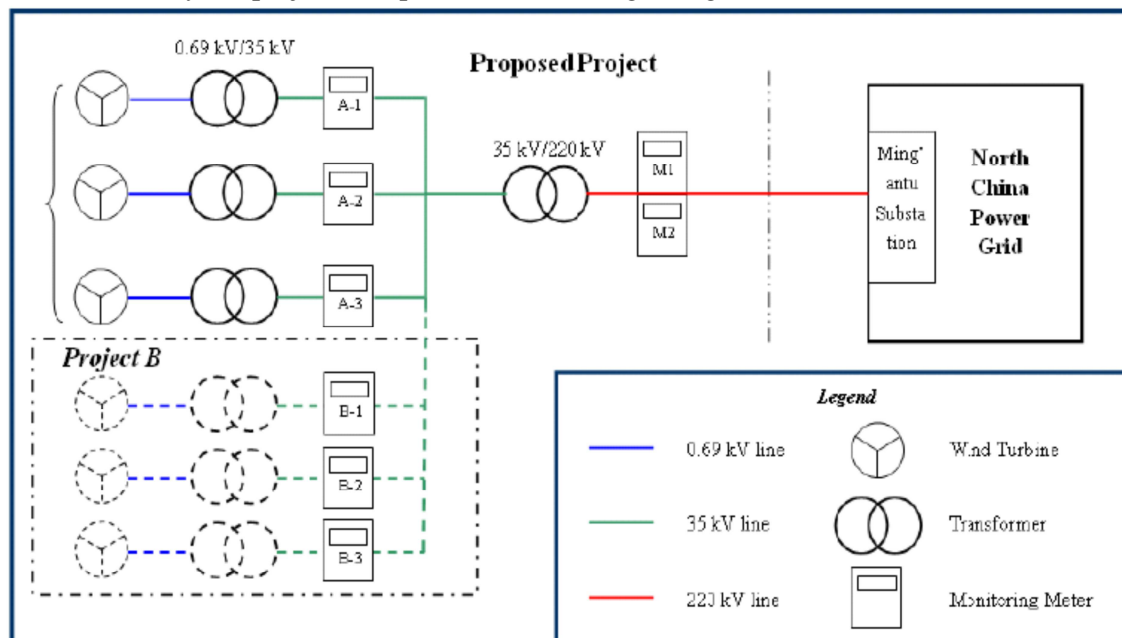 0.69 kV/35 kV
Proposed Project
A-1
A-2
A-3
35 kV/220 kV
M1
M2
Ming'
antu
Substa
tion
North
China
Power
Grid
Project B
B-1
B-2
B-3
Legend
0.69 kV line
Wind Turbine
35 kV line
Transformer
220 kV line
Monitoring Meter